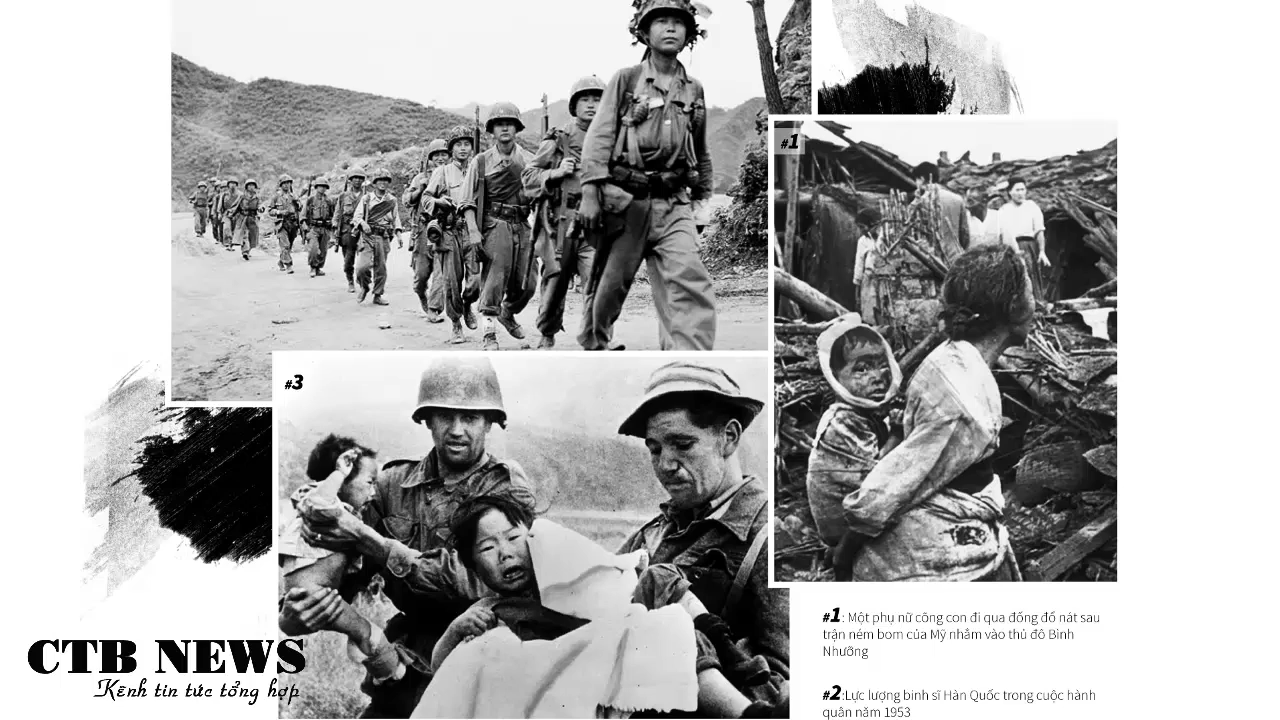 #1
#3
#1: Một phụ nữ cõng con đi qua đống đổ nát sau
trận ném bom của Mỹ nhằm vào thủ đô Bình
Nhưỡng
#2:Lực lượng binh sĩ Hàn Quốc trong cuộc hành
quân năm 1953
CTB NEWS
Kênh tin tức tổng hợp